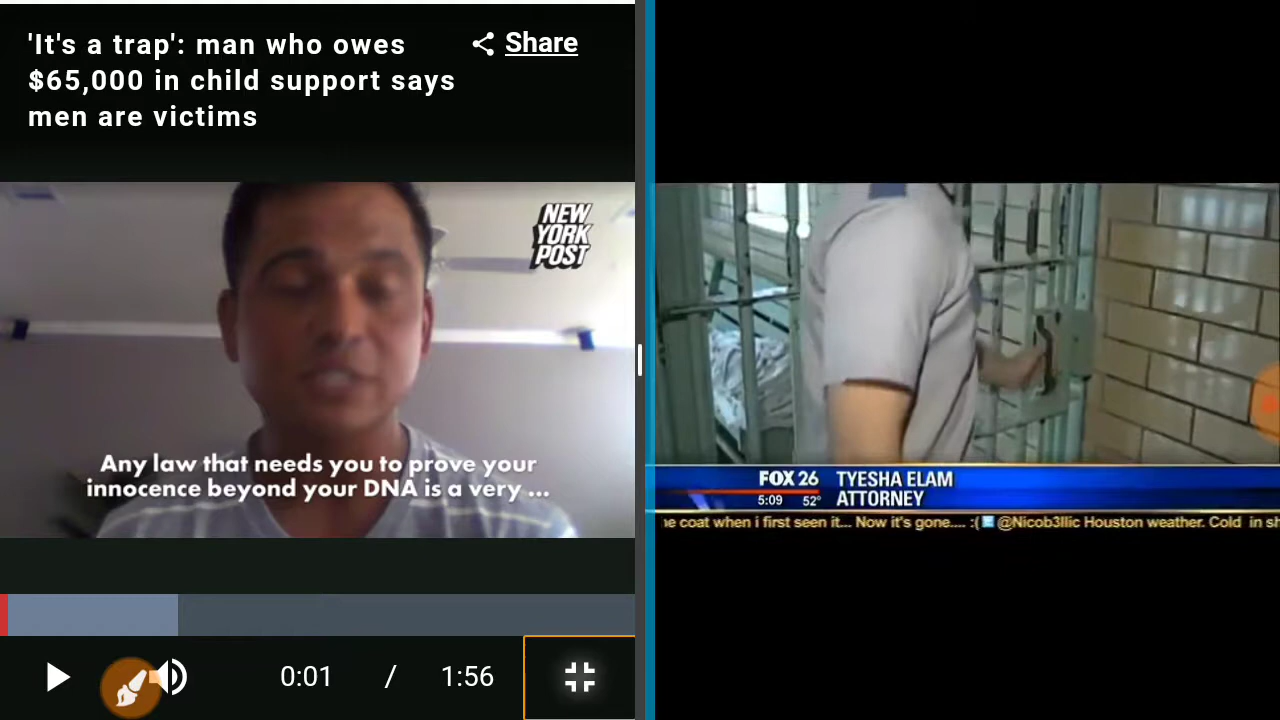 'It's a trap': man who owes
$65,000 in child support says
men are victims
Share
NEW
YORK
POST
Any law that needs you to prove your
innocence beyond your DNA is a very ...
0:01 / 1:56
FOX 26
5:09 52°
TYESHA ELAM
ATTORNEY
coat when i first seen it... Now it's gone.... :( @Nicob3llic Houston weather. Cold in